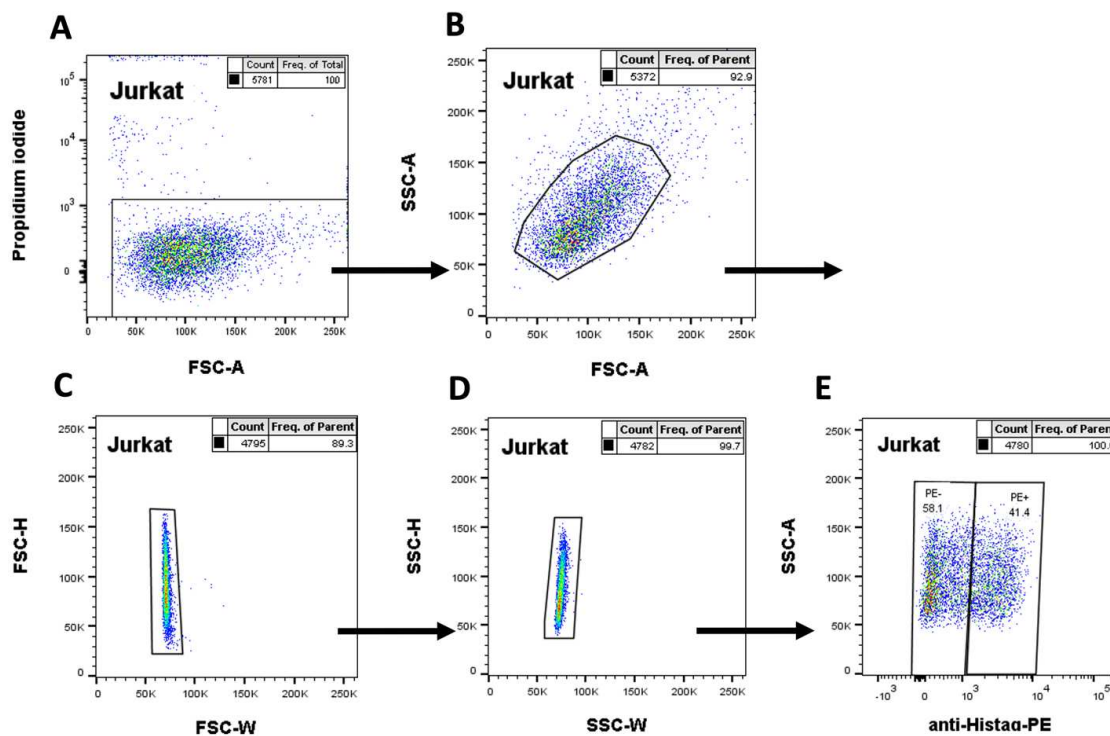 A
Count Freq. of Total
5781 100
Jurkat
Propidium iodide
10^5
10^4
10^3
0
0 50K 100K 150K 200K 250K
FSC-A
B
Count Freq. of Parent
5372 92.9
Jurkat
SSC-A
250K
200K
150K
100K
50K
0
0 50K 100K 150K 200K 250K
FSC-A
C
Count Freq. of Parent
4795 89.3
Jurkat
FSC-H
250K
200K
150K
100K
50K
0
0 50K 100K 150K 200K 250K
FSC-W
D
Count Freq. of Parent
4782 99.7
Jurkat
SSC-H
250K
200K
150K
100K
50K
0
0 50K 100K 150K 200K 250K
SSC-W
E
Count Freq. of Parent
4780 100.
Jurkat
PE-
58.1
PE+
41.4
SSC-A
250K
200K
150K
100K
50K
0
-10^3 0 10^3 10^4 10^5
anti-Histag-PE